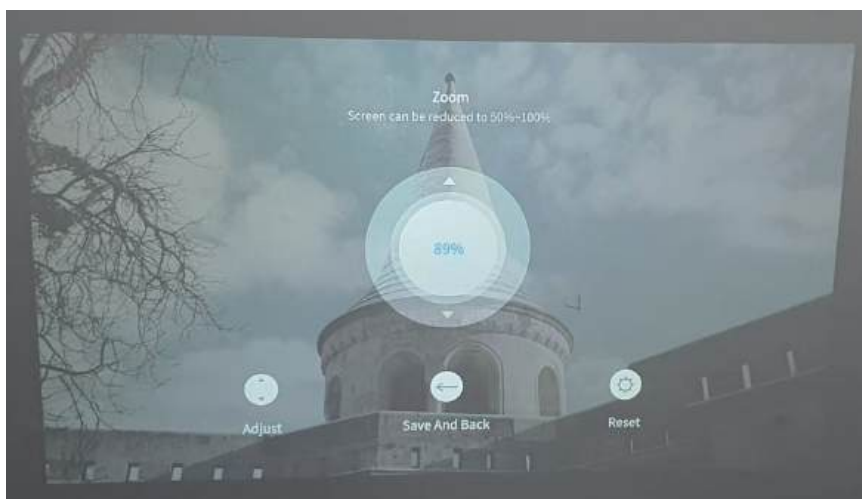 Zoom
Screen can be reduced to 50%~100%
89%
Adjust
Save And Back
Reset